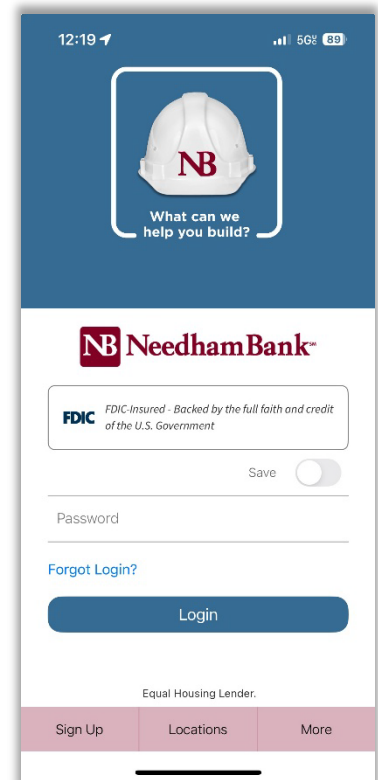 12:19
5G 89
NB
What can we
help you build?
NB NeedhamBank SM
FDIC FDIC-Insured - Backed by the full faith and credit
of the U.S. Government
Save
Password
Forgot Login?
Login
Equal Housing Lender.
Sign Up Locations More